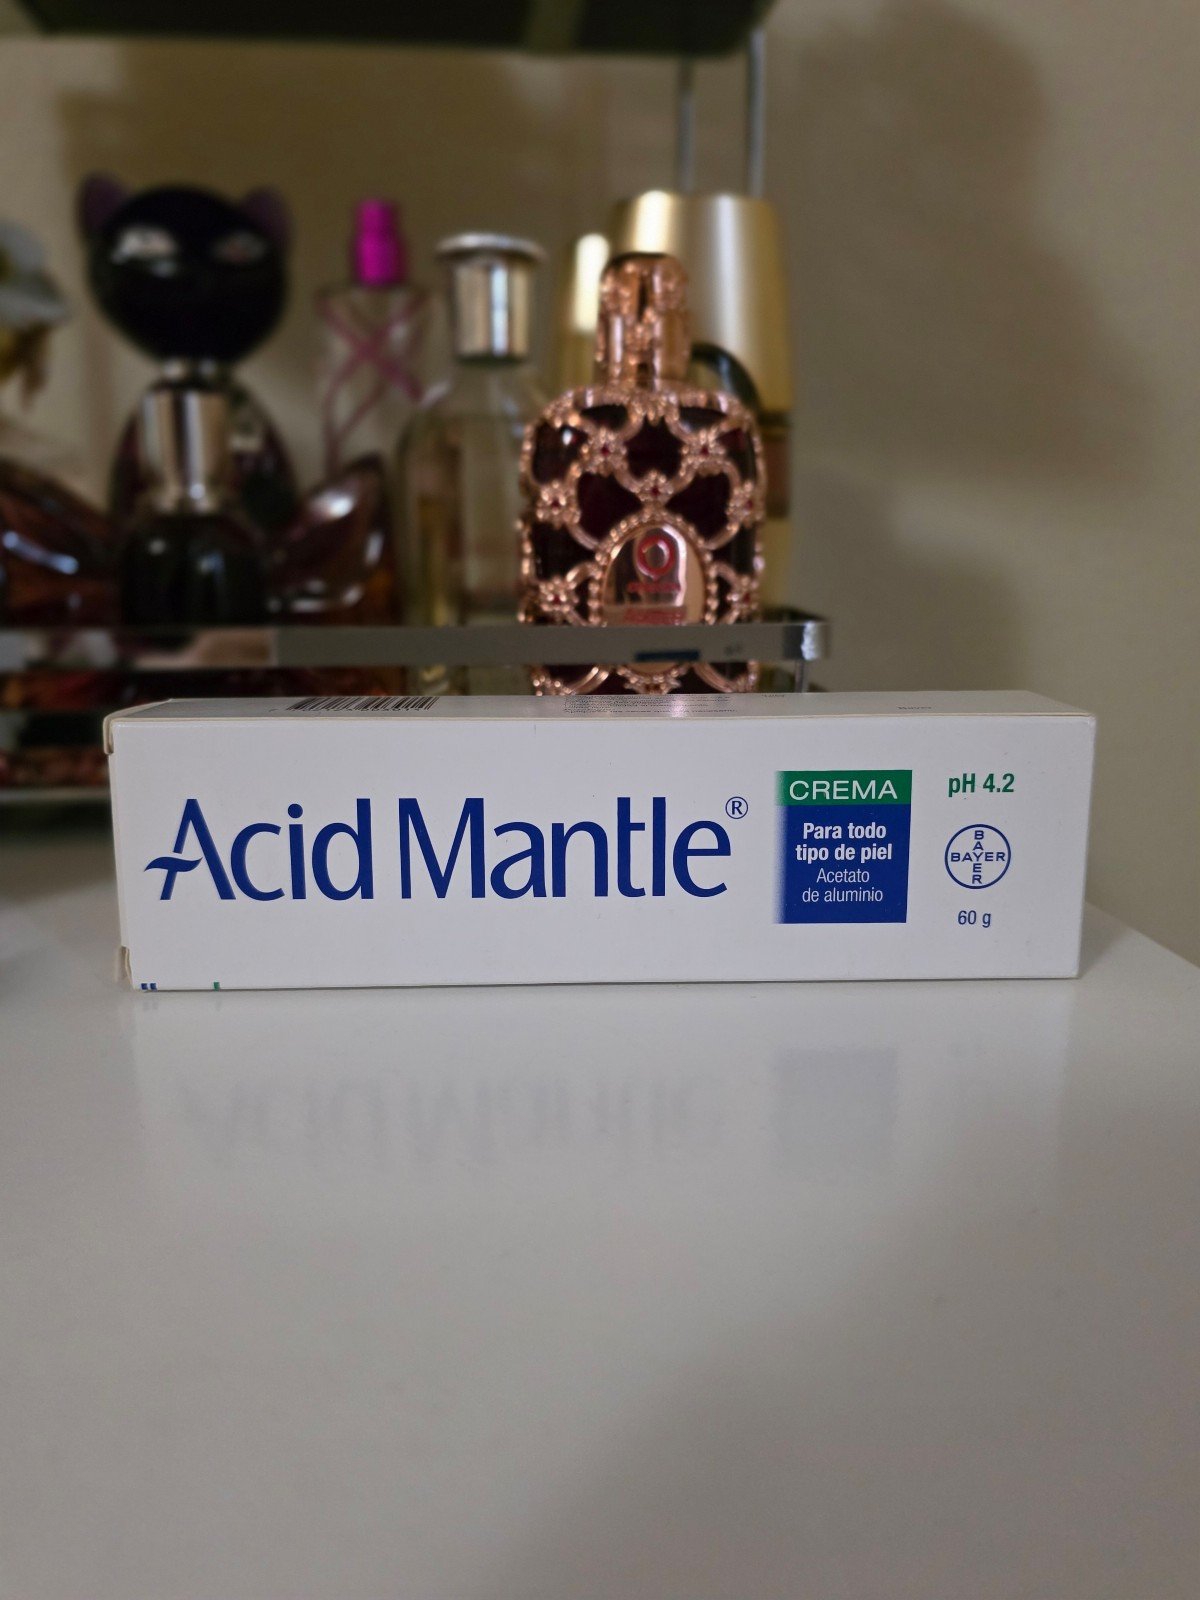 Acid Mantle®
CREMA
Para todo
tipo de piel
Acetato
de aluminio
pH 4.2
BAYER
BAYER
60 g